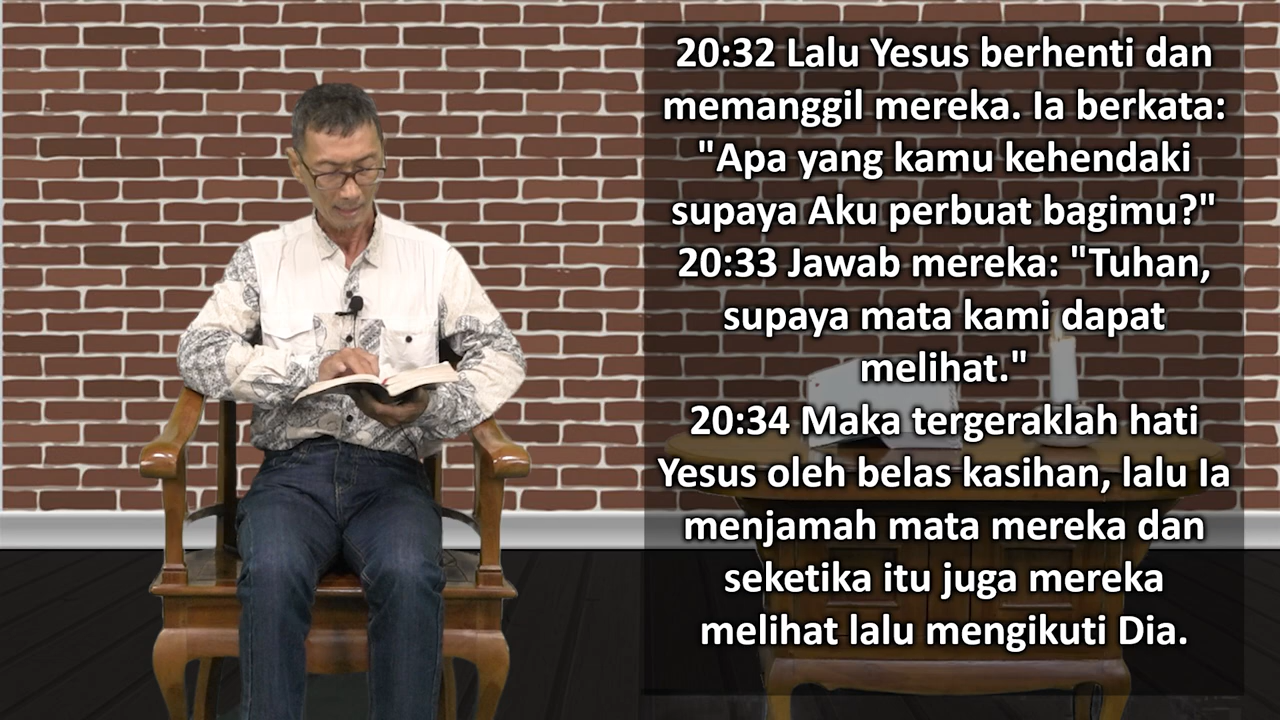 20:32 Lalu Yesus berhenti dan
memanggil mereka. Ia berkata:
"Apa yang kamu kehendaki
supaya Aku perbuat bagimu?"
20:33 Jawab mereka: "Tuhan,
supaya mata kami dapat
melihat."
20:34 Maka tergeraklah hati
Yesus oleh belas kasihan, lalu Ia
menjamah mata mereka dan
seketika itu juga mereka
melihat lalu mengikuti Dia.